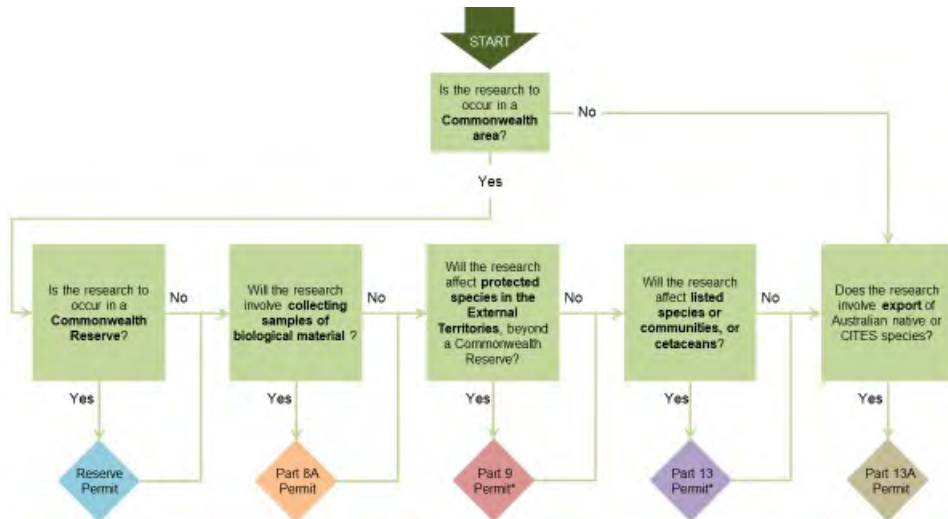 START
Is the research to
occur in a
Commonwealth
area?
No
Yes
Is the research to
occur in a
Commonwealth
Reserve?
No
Yes
Reserve
Permit
Will the research
involve collecting
samples of
biological material ?
No
Yes
Part 8A
Permit
Will the research
affect protected
species in the
External
Territories, beyond
a Commonwealth
Reserve?
No
Yes
Part 9
Permit*
Will the research
affect listed
species or
communities, or
cetaceans?
No
Yes
Part 13
Permit*
Does the research
involve export of
Australian native or
CITES species?
Yes
Part 13A
Permit